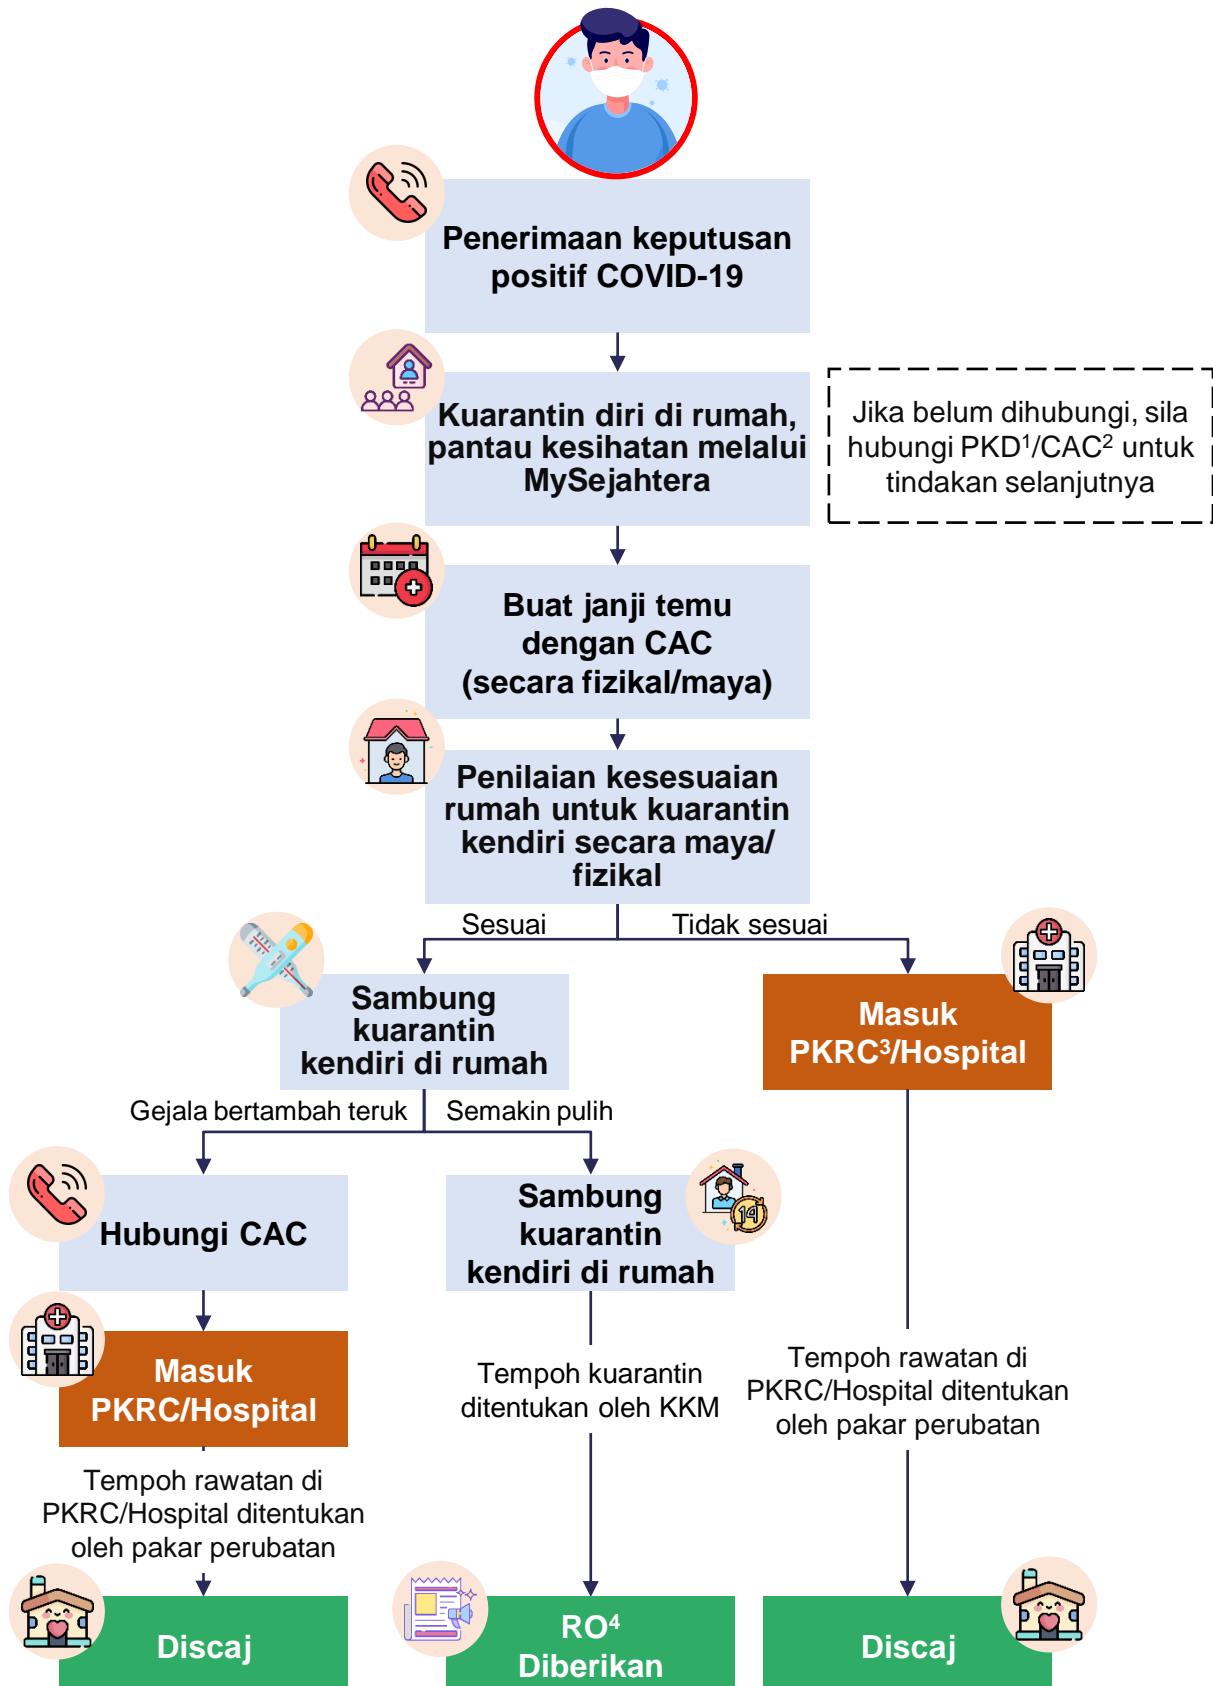 Penerimaan keputusan
positif COVID-19
Kuarantin diri di rumah,
pantau kesihatan melalui
MySejahtera
Jika belum dihubungi, sila
hubungi PKD¹/CAC² untuk
tindakan selanjutnya
Buat janji temu
dengan CAC
(secara fizikal/maya)
Penilaian kesesuaian
rumah untuk kuarantin
kendiri secara maya/
fizikal
Sesuai
Tidak sesuai
Sambung
kuarantin
kendiri di rumah
Masuk
PKRC³/Hospital
Gejala bertambah teruk
Semakin pulih
Hubungi CAC
Sambung
kuarantin
kendiri di rumah
14
Masuk
PKRC/Hospital
Tempoh kuarantin
ditentukan oleh KKM
Tempoh rawatan di
PKRC/Hospital ditentukan
oleh pakar perubatan
Tempoh rawatan di
PKRC/Hospital ditentukan
oleh pakar perubatan
Discaj
RO⁴
Diberikan
Discaj